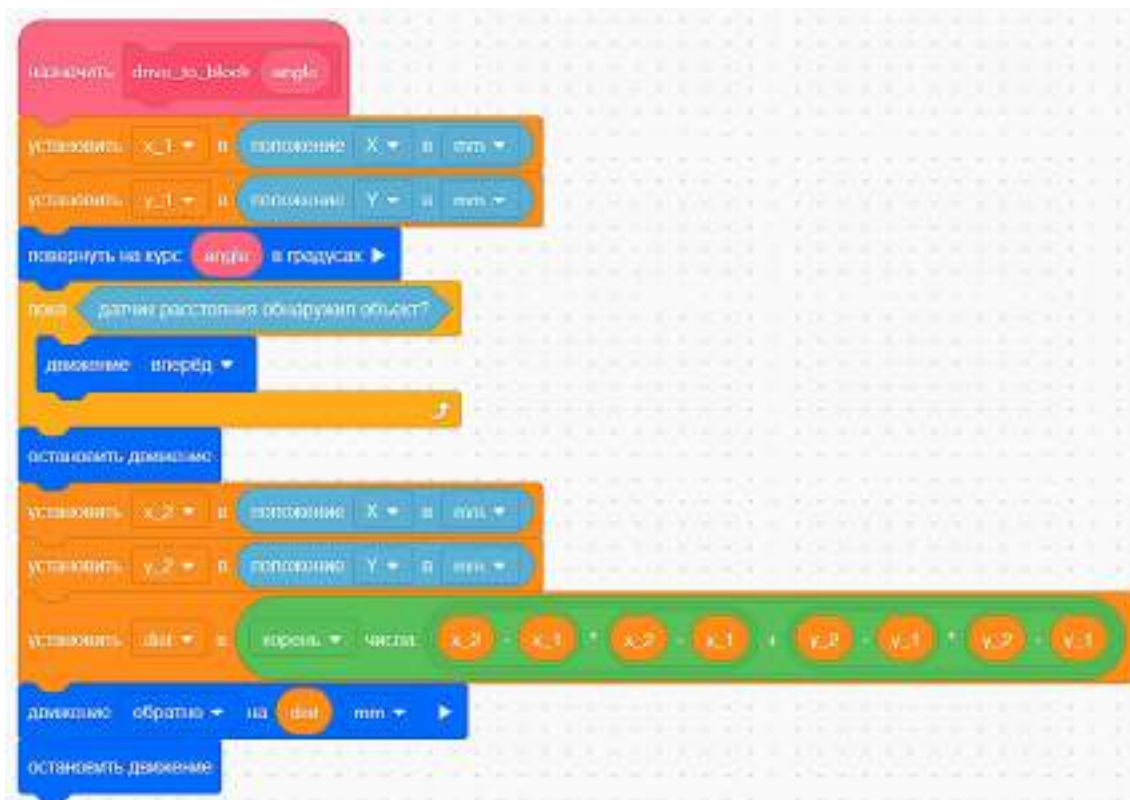 назначить drive_to_block angle
установить x_1 в положение X в mm
установить y_1 в положение Y в mm
повернуть на курс angle в градусах
пока датчик расстояния обнаружил объект?
движение вперёд
остановить движение
установить x_2 в положение X в mm
установить y_2 в положение Y в mm
установить dist в корень числа x_2 - x_1 * x_2 - x_1 + y_2 - y_1 * y_2 - y_1
движение обратно на dist mm
остановить движение